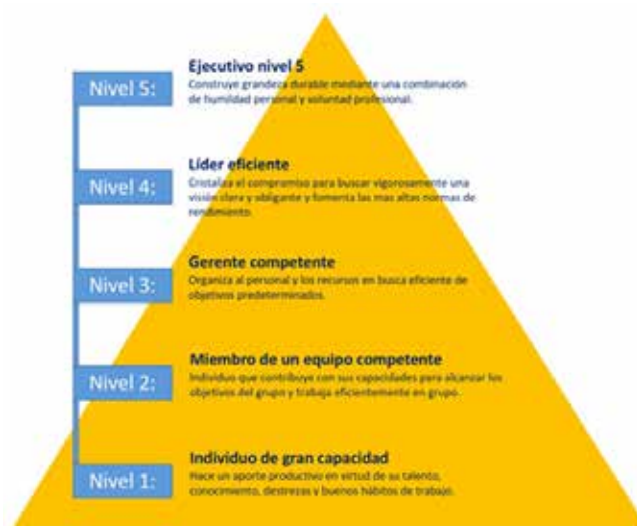 Nivel 5:
Ejecutivo nivel 5
Construye grandeza durable mediante una combinación
de humildad personal y voluntad profesional.
Nivel 4:
Líder eficiente
Cristaliza el compromiso para buscar vigorosamente una
visión clara y obligante y fomenta las mas altas normas de
rendimiento.
Nivel 3:
Gerente competente
Organiza al personal y los recursos en busca eficiente de
objetivos predeterminados.
Nivel 2:
Miembro de un equipo competente
Individuo que contribuye con sus capacidades para alcanzar los
objetivos del grupo y trabaja eficientemente en grupo.
Nivel 1:
Individuo de gran capacidad
Hace un aporte productivo en virtud de su talento,
conocimiento, destrezas y buenos hábitos de trabajo.